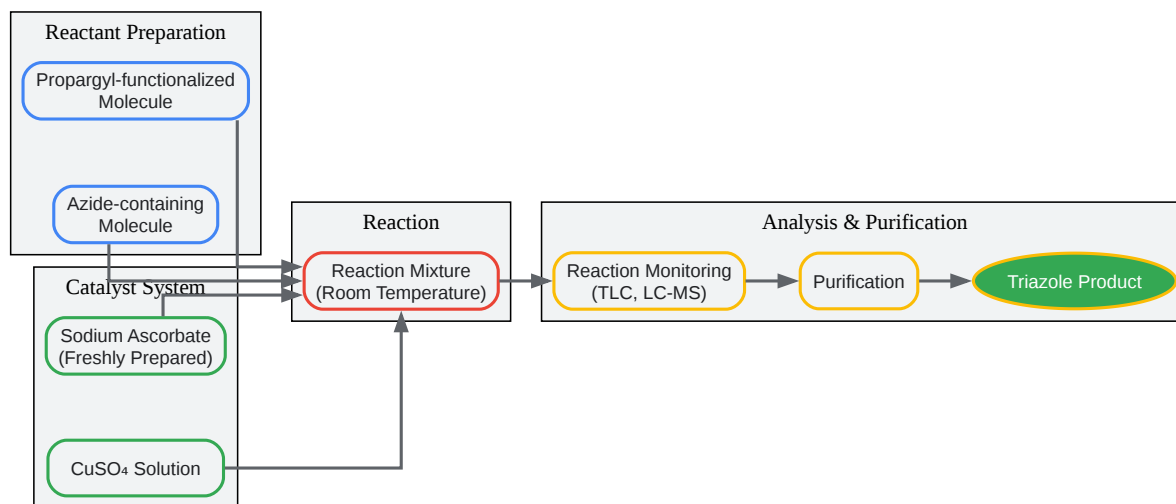 Reactant Preparation
Propargyl-functionalized
Molecule
Azide-containing
Molecule
Catalyst System
Sodium Ascorbate
(Freshly Prepared)
CuSO₄ Solution
Reaction
Reaction Mixture
(Room Temperature)
Analysis & Purification
Reaction Monitoring
(TLC, LC-MS)
Purification
Triazole Product